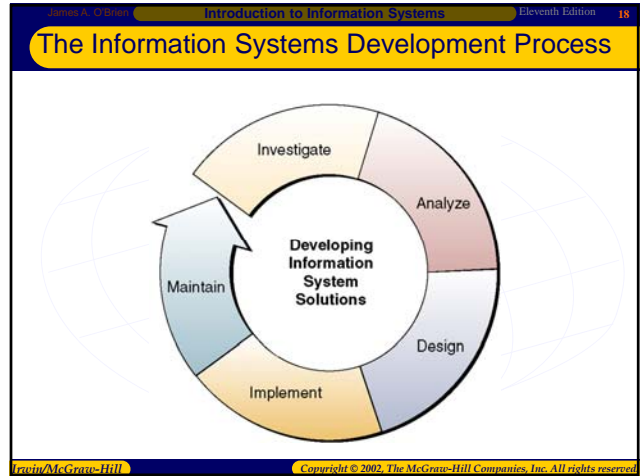 James A. O'Brien Introduction to Information Systems Eleventh Edition 18
The Information Systems Development Process
Investigate
Analyze
Developing
Information
System
Solutions
Maintain
Design
Implement
Irwin/McGraw-Hill Copyright © 2002, The McGraw-Hill Companies, Inc. All rights reserved